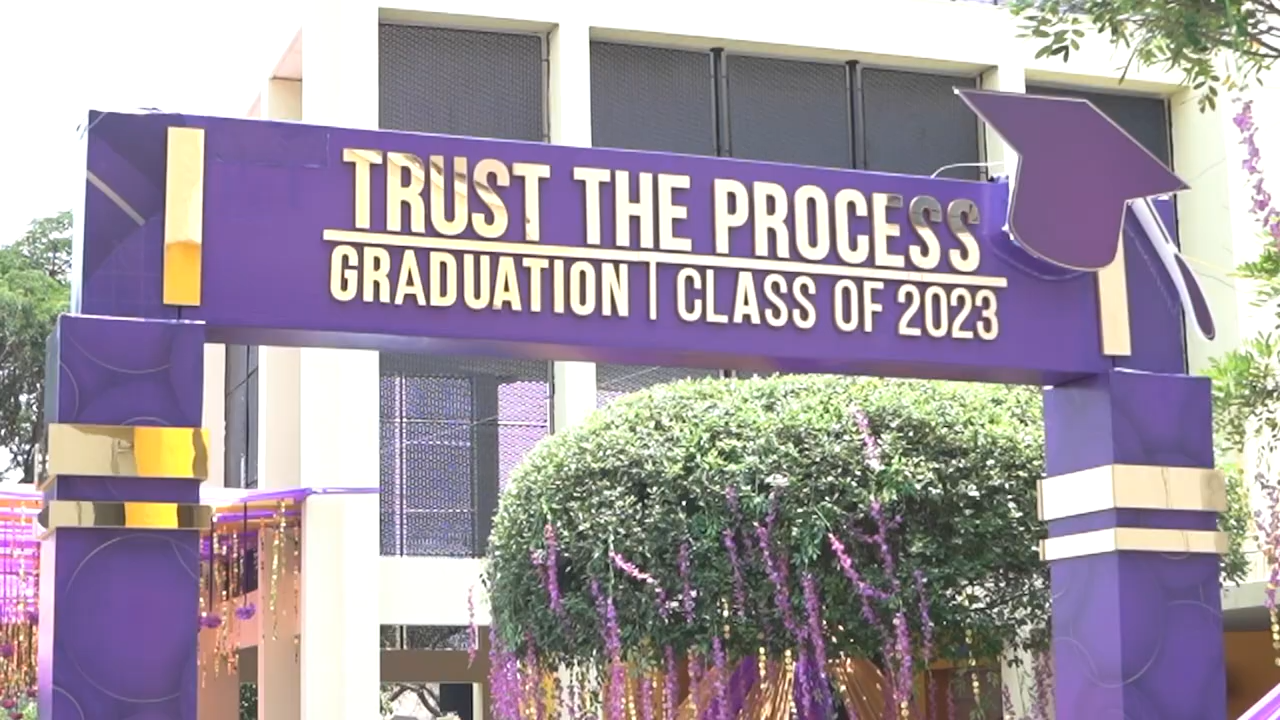 TRUST THE PROCESS
GRADUATION | CLASS OF 2023